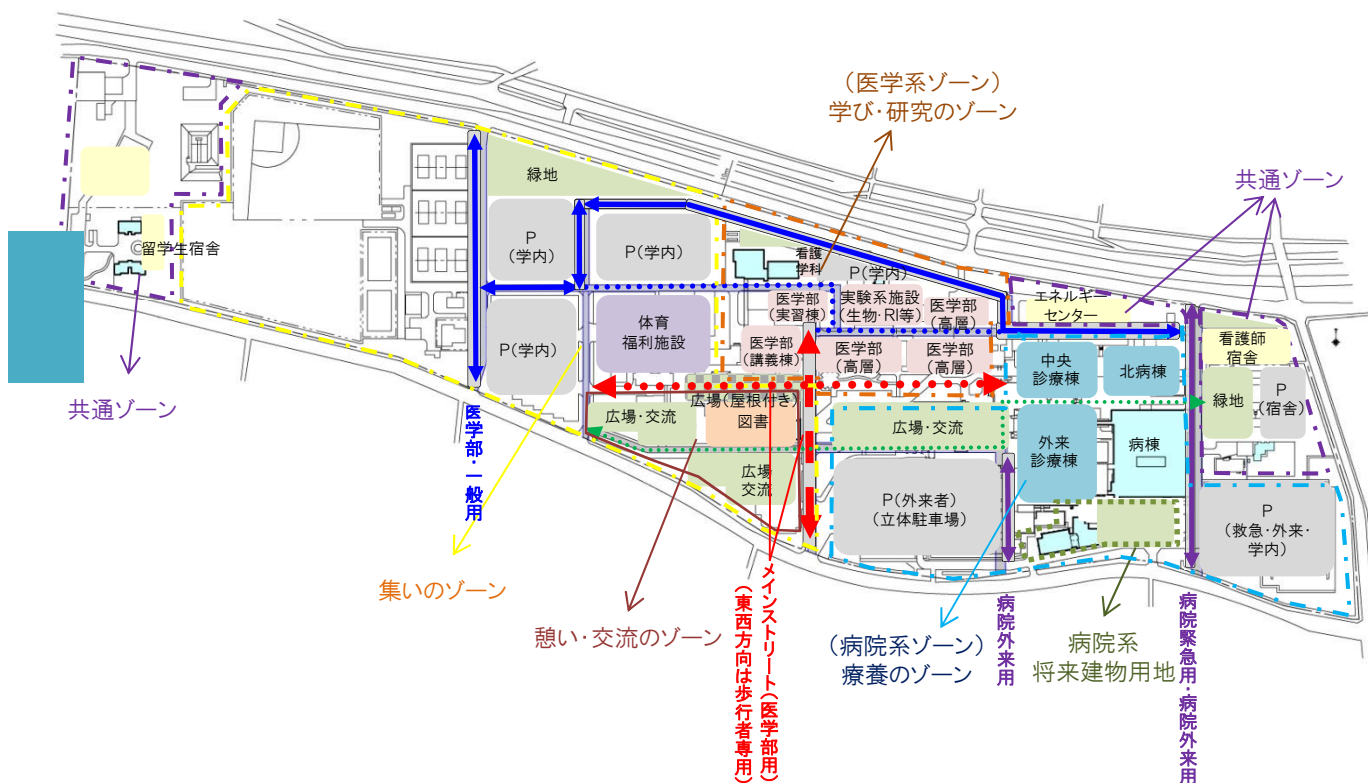 （医学系ゾーン）
学び・研究のゾーン
共通ゾーン
緑地
P
（学内）
P（学内）
看護
学科
P（学内）
留学生宿舎
エネルギー
センター
医学部
（実習棟）
実験系施設
（生物・RI等）
医学部
（高層）
体育
福利施設
P（学内）
医学部
（講義棟）
医学部
（高層）
医学部
（高層）
中央
診療棟
北病棟
看護師
宿舎
緑地
P
（宿舎）
共通ゾーン
広場（屋根付き）
図書
広場・交流
広場・交流
外来
診療棟
病棟
広場
交流
P（外来者）
（立体駐車場）
P
（救急・外来・
学内）
医学部・一般用
集いのゾーン
憩い・交流のゾーン
メインストリート（医学部用）
（東西方向は歩行者専用）
（病院系ゾーン）
療養のゾーン
病院外来用
病院系
将来建物用地
病院緊急用・病院外来用